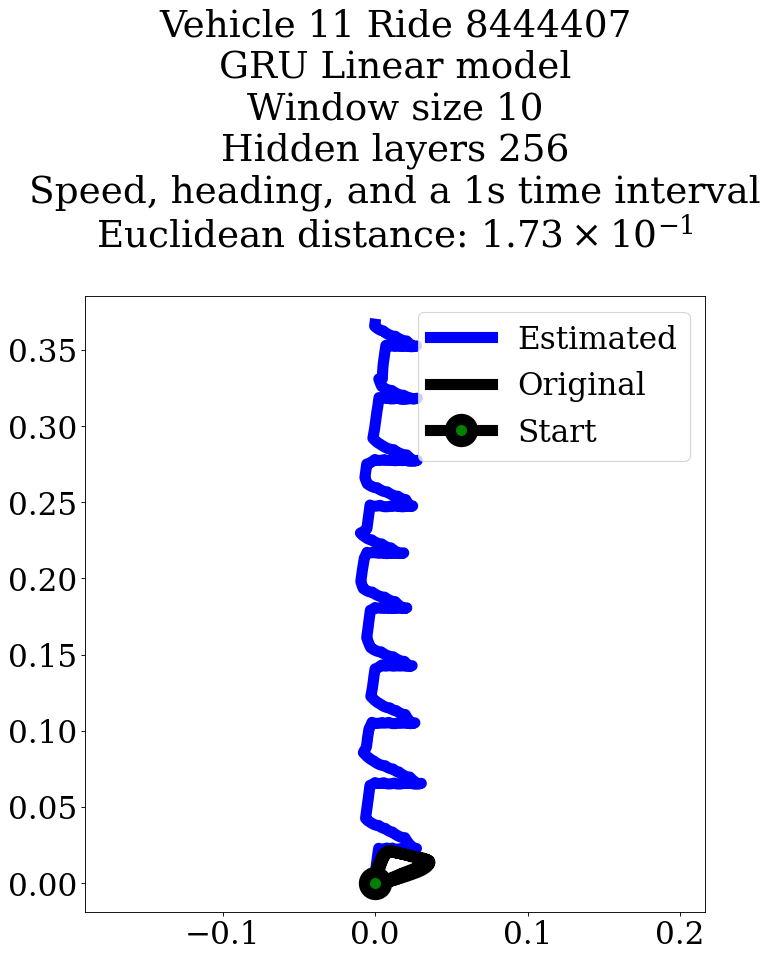 Vehicle 11 Ride 8444407
GRU Linear model
Window size 10
Hidden layers 256
Speed, heading, and a 1s time interval
Euclidean distance: 1.73 × 10⁻¹
Estimated
Original
Start
0.35
0.30
0.25
0.20
0.15
0.10
0.05
0.00
−0.1 0.0 0.1 0.2